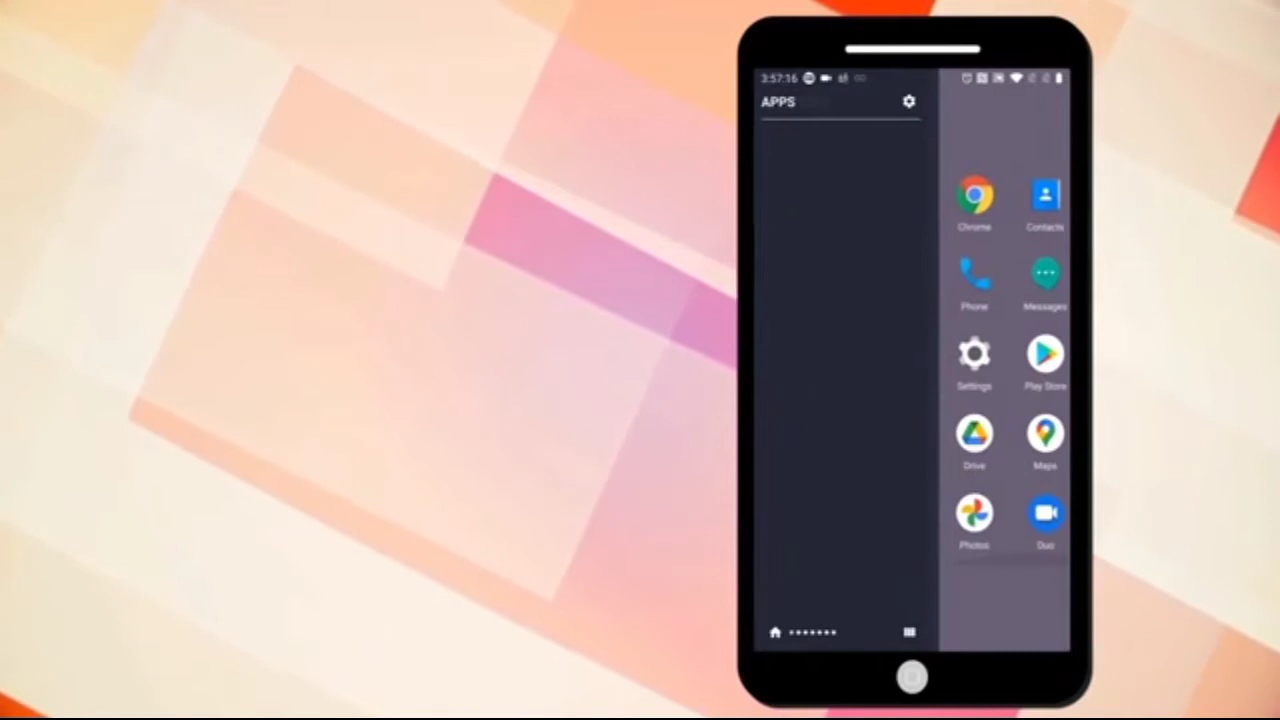 3:57:16
APPS
Chrome Contacts
Phone Messages
Settings Play Store
Drive Maps
Photos Duo